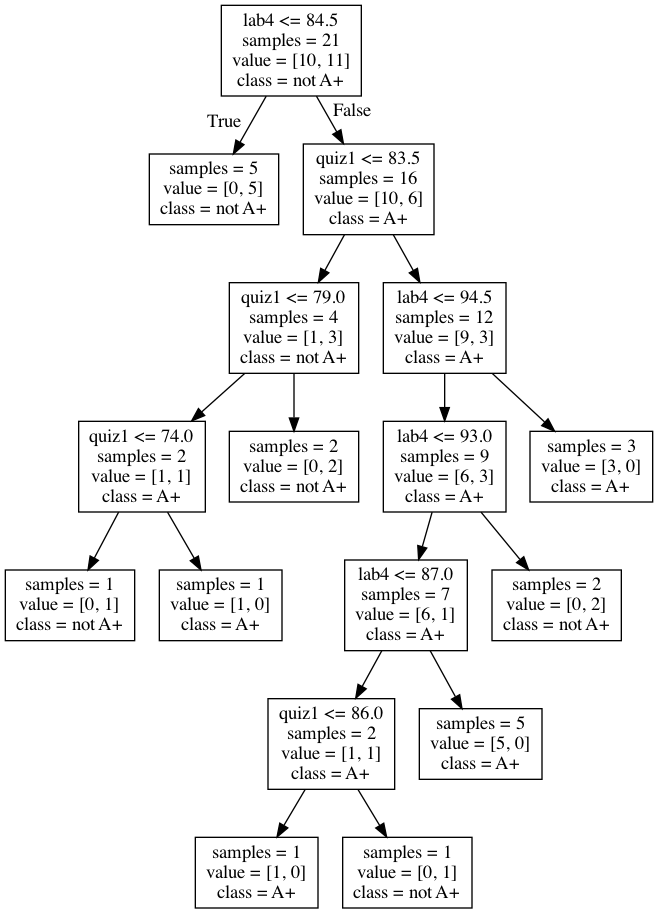 lab4 <= 84.5
samples = 21
value = [10, 11]
class = not A+
True
False
samples = 5
value = [0, 5]
class = not A+
quiz1 <= 83.5
samples = 16
value = [10, 6]
class = A+
quiz1 <= 79.0
samples = 4
value = [1, 3]
class = not A+
lab4 <= 94.5
samples = 12
value = [9, 3]
class = A+
quiz1 <= 74.0
samples = 2
value = [1, 1]
class = A+
samples = 2
value = [0, 2]
class = not A+
lab4 <= 93.0
samples = 9
value = [6, 3]
class = A+
samples = 3
value = [3, 0]
class = A+
samples = 1
value = [0, 1]
class = not A+
samples = 1
value = [1, 0]
class = A+
lab4 <= 87.0
samples = 7
value = [6, 1]
class = A+
samples = 2
value = [0, 2]
class = not A+
quiz1 <= 86.0
samples = 2
value = [1, 1]
class = A+
samples = 5
value = [5, 0]
class = A+
samples = 1
value = [1, 0]
class = A+
samples = 1
value = [0, 1]
class = not A+